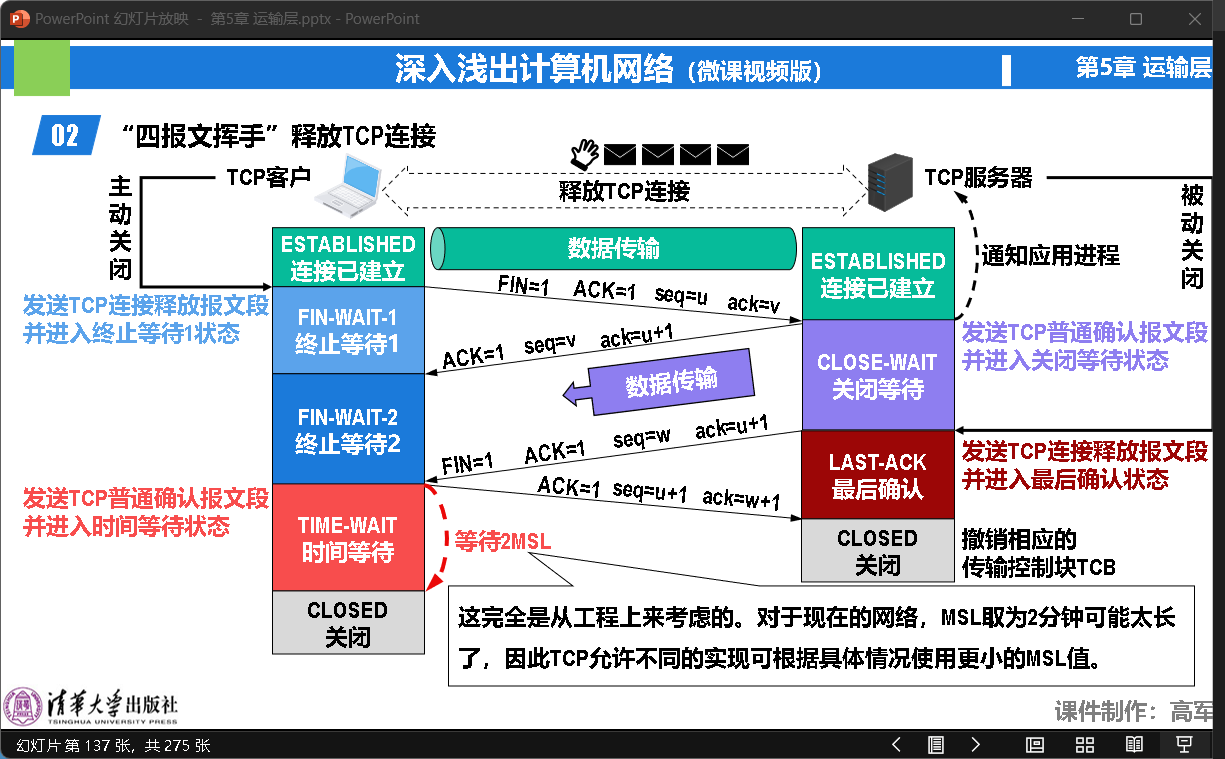 PowerPoint 幻灯片放映 - 第5章 运输层.pptx - PowerPoint
深入浅出计算机网络（微课视频版）
第5章 运输层
02
“四报文挥手”释放TCP连接
TCP客户
释放TCP连接
TCP服务器
主动关闭
被动关闭
ESTABLISHED
连接已建立
数据传输
ESTABLISHED
连接已建立
通知应用进程
FIN=1 ACK=1 seq=u ack=v
发送TCP连接释放报文段
并进入终止等待1状态
FIN-WAIT-1
终止等待1
ACK=1 seq=v ack=u+1
CLOSE-WAIT
关闭等待
发送TCP普通确认报文段
并进入关闭等待状态
数据传输
FIN-WAIT-2
终止等待2
FIN=1 ACK=1 seq=w ack=u+1
LAST-ACK
最后确认
发送TCP连接释放报文段
并进入最后确认状态
ACK=1 seq=u+1 ack=w+1
发送TCP普通确认报文段
并进入时间等待状态
TIME-WAIT
时间等待
等待2MSL
CLOSED
关闭
撤销相应的
传输控制块TCB
CLOSED
关闭
这完全是从工程上来考虑的。对于现在的网络，MSL取为2分钟可能太长
了，因此TCP允许不同的实现可根据具体情况使用更小的MSL值。
清华大学出版社
TSINGHUA UNIVERSITY PRESS
课件制作：高军
幻灯片 第 137 张，共 275 张